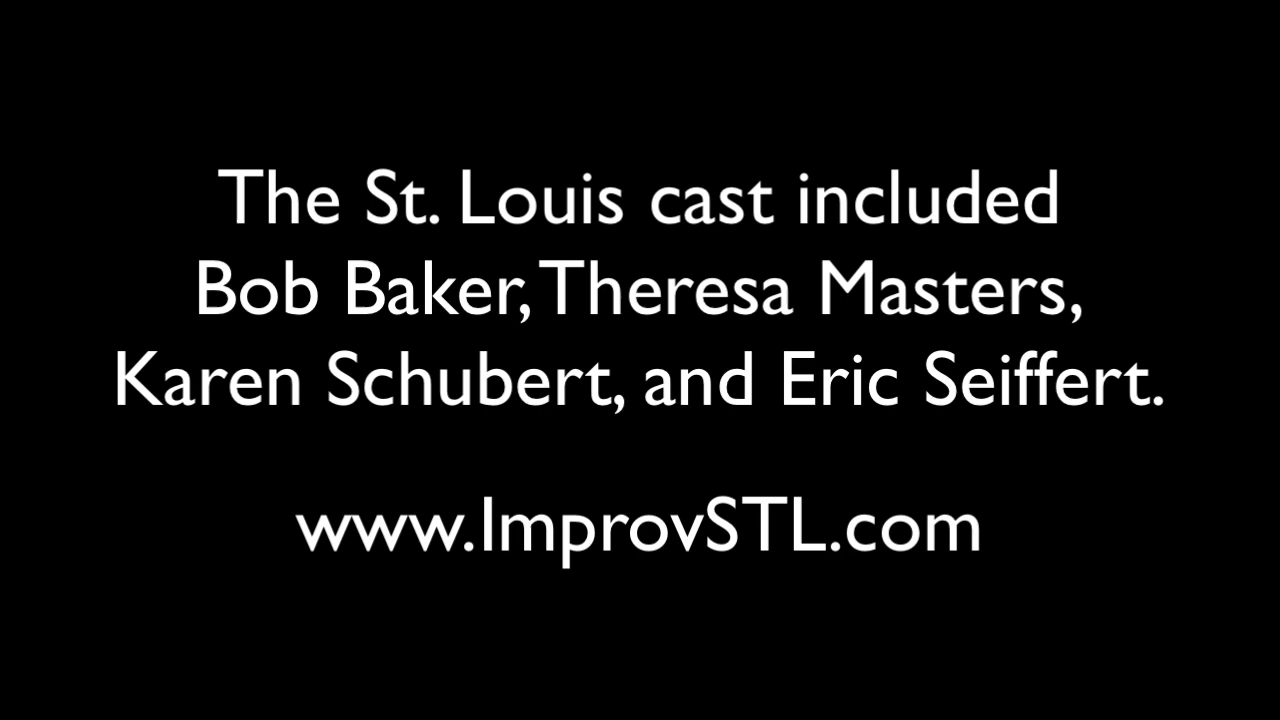 The St. Louis cast included
Bob Baker, Theresa Masters,
Karen Schubert, and Eric Seiffert.
www.ImprovSTL.com